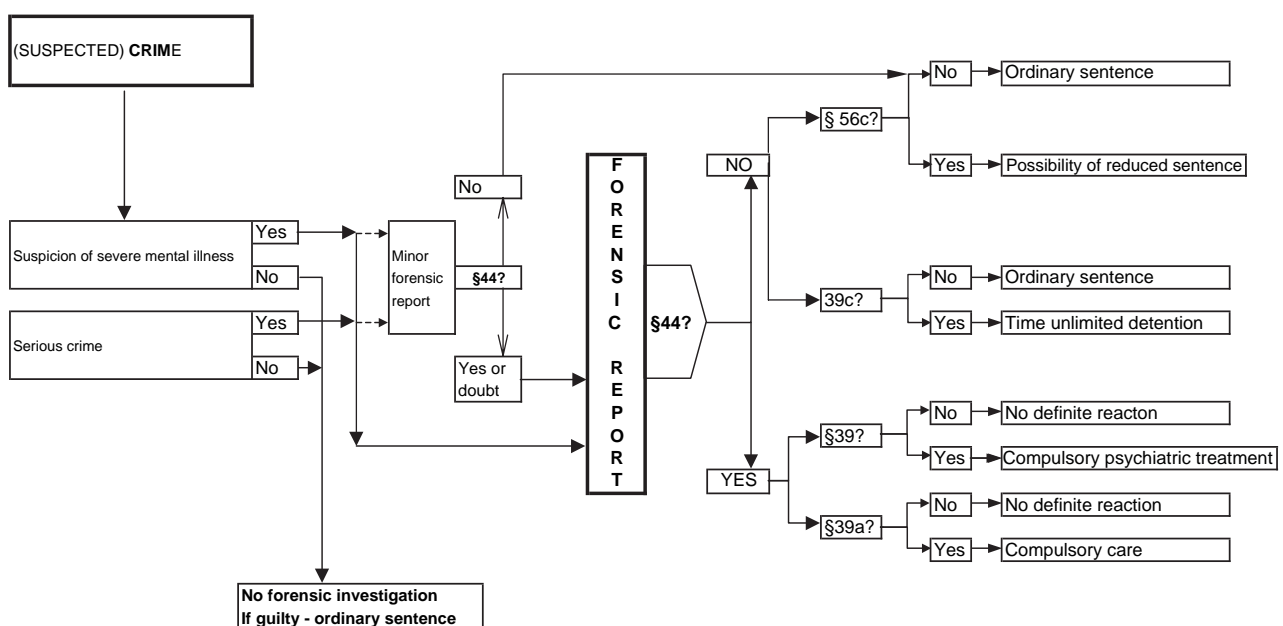 (SUSPECTED) CRIME
Suspicion of severe mental illness
Yes
No
Serious crime
Yes
No
No forensic investigation
If guilty - ordinary sentence
Minor
forensic
report
§44?
No
Yes or
doubt
FORENSIC REPORT
§44?
NO
YES
§ 56c?
No
Ordinary sentence
Yes
Possibility of reduced sentence
39c?
No
Ordinary sentence
Yes
Time unlimited detention
§39?
No
No definite reacton
Yes
Compulsory psychiatric treatment
§39a?
No
No definite reaction
Yes
Compulsory care